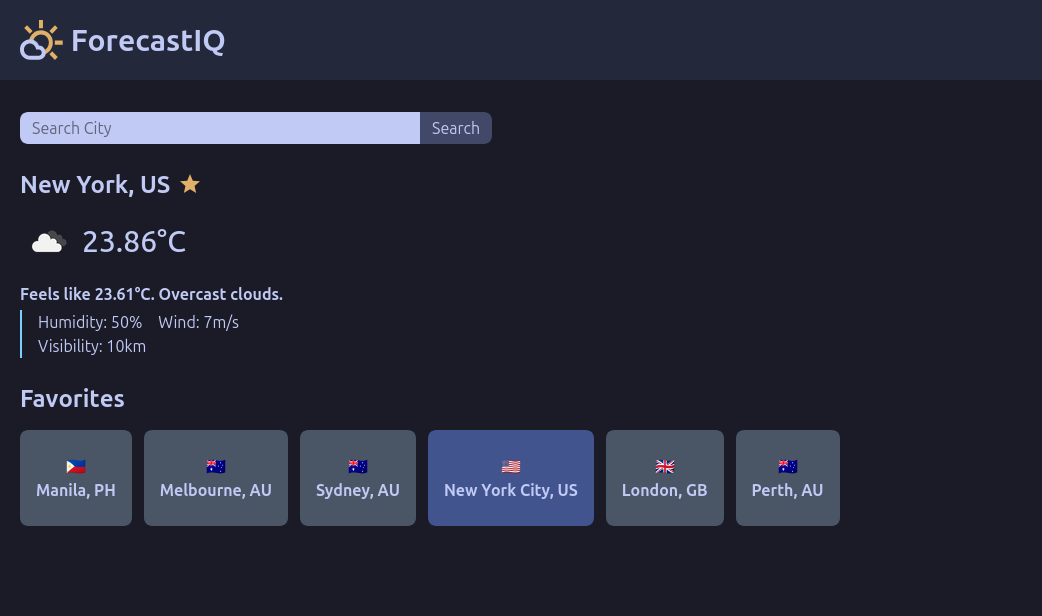 ForecastIQ
Search City
Search
New York, US
23.86°C
Feels like 23.61°C. Overcast clouds.
Humidity: 50% Wind: 7m/s
Visibility: 10km
Favorites
Manila, PH
Melbourne, AU
Sydney, AU
New York City, US
London, GB
Perth, AU